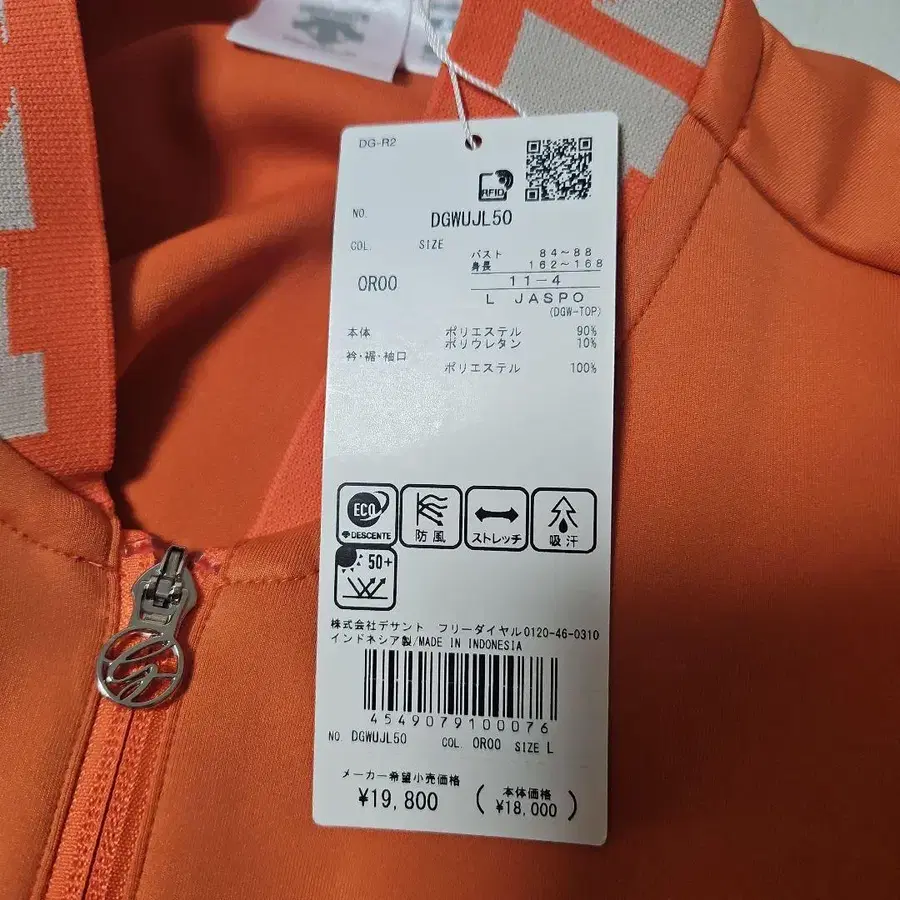 DG-R2
RFID
NO. DGWUJL50
COL. SIZE
バスト 84~88
身長 162~168
OR00 11-4
L JASPO
(DGW-TOP)
本体 ポリエステル 90%
ポリウレタン 10%
衿・裾・袖口
ポリエステル 100%
ECO
DESCENTE
防風
ストレッチ
吸汗
50+
株式会社デサント フリーダイヤル0120-46-0310
インドネシア製/MADE IN INDONESIA
4549079100076
NO. DGWUJL50 COL. OR00 SIZE L
メーカー希望小売価格
¥19,800
(本体価格
¥18,000)